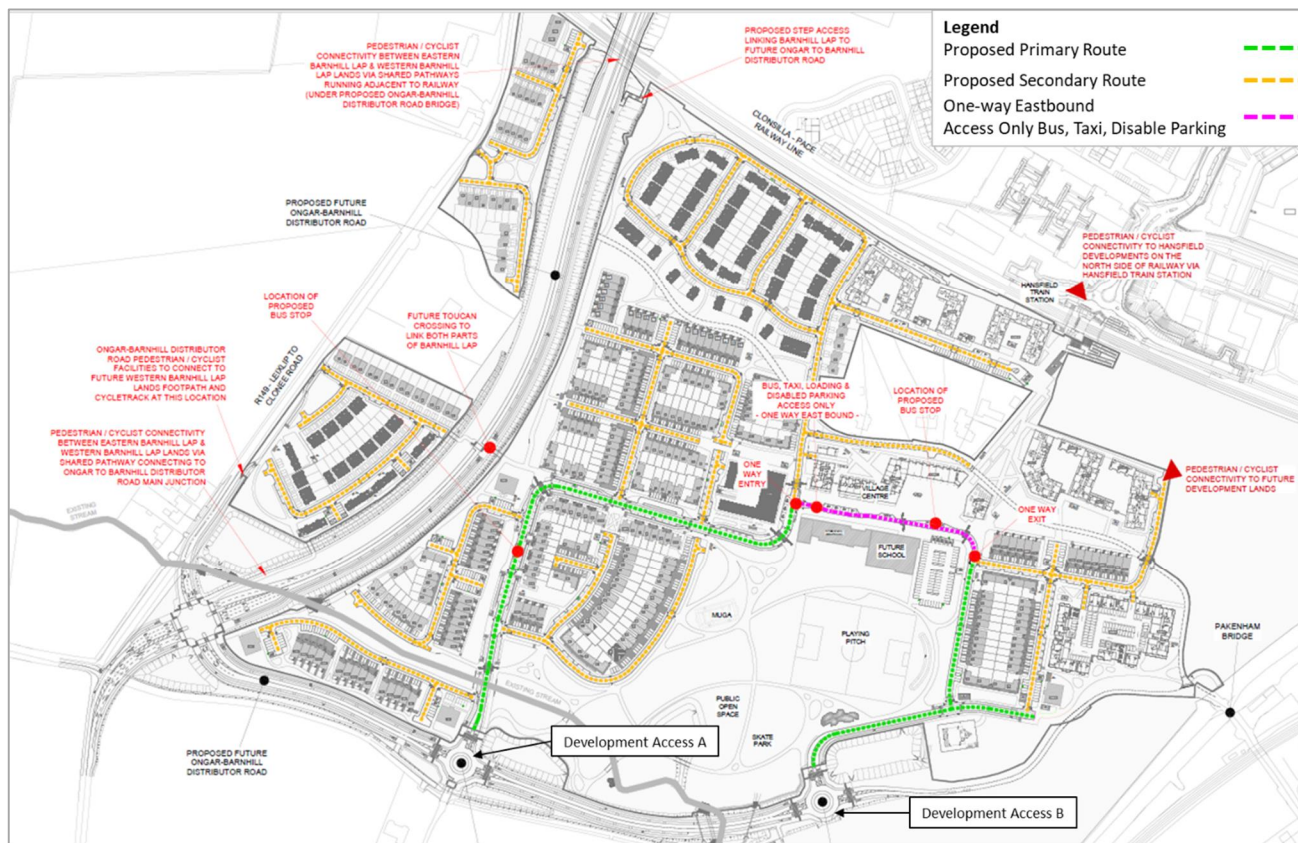 Legend
Proposed Primary Route
Proposed Secondary Route
One-way Eastbound
Access Only Bus, Taxi, Disable Parking
PEDESTRIAN / CYCLIST
CONNECTIVITY BETWEEN EASTERN
BARNHILL LAP & WESTERN BARNHILL
LAP LANDS VIA SHARED PATHWAYS
RUNNING ADJACENT TO RAILWAY
(UNDER PROPOSED ONGAR-BARNHILL
DISTRIBUTOR ROAD BRIDGE)
PROPOSED STEP ACCESS
LINKING BARNHILL LAP TO
FUTURE ONGAR TO BARNHILL
DISTRIBUTOR ROAD
CLONSILLA - PACE
RAILWAY LINE
PROPOSED FUTURE
ONGAR-BARNHILL
DISTRIBUTOR ROAD
PEDESTRIAN / CYCLIST
CONNECTIVITY TO HANSFIELD
DEVELOPMENTS ON THE
NORTH SIDE OF RAILWAY VIA
HANSFIELD TRAIN STATION
HANSFIELD
TRAIN
STATION
LOCATION OF
PROPOSED
BUS STOP
FUTURE TOUCAN
CROSSING TO
LINK BOTH PARTS
OF BARNHILL LAP
ONGAR-BARNHILL DISTRIBUTOR
ROAD PEDESTRIAN / CYCLIST
FACILITIES TO CONNECT TO
FUTURE WESTERN BARNHILL LAP
LANDS FOOTPATH AND
CYCLETRACK AT THIS LOCATION
R149 - LEIXLIP TO
CLONEE ROAD
BUS, TAXI, LOADING &
DISABLED PARKING
ACCESS ONLY
- ONE WAY EAST BOUND -
LOCATION OF
PROPOSED
BUS STOP
PEDESTRIAN / CYCLIST CONNECTIVITY
BETWEEN EASTERN BARNHILL LAP &
WESTERN BARNHILL LAP LANDS VIA
SHARED PATHWAY CONNECTING TO
ONGAR TO BARNHILL DISTRIBUTOR
ROAD MAIN JUNCTION
ONE
WAY
ENTRY
VILLAGE
CENTRE
PEDESTRIAN / CYCLIST
CONNECTIVITY TO FUTURE
DEVELOPMENT LANDS
EXISTING
STREAM
ONE WAY
EXIT
FUTURE
SCHOOL
MUGA
PLAYING
PITCH
PAKENHAM
BRIDGE
EXISTING STREAM
PUBLIC
OPEN
SPACE
SKATE
PARK
PROPOSED FUTURE
ONGAR-BARNHILL
DISTRIBUTOR ROAD
Development Access A
Development Access B